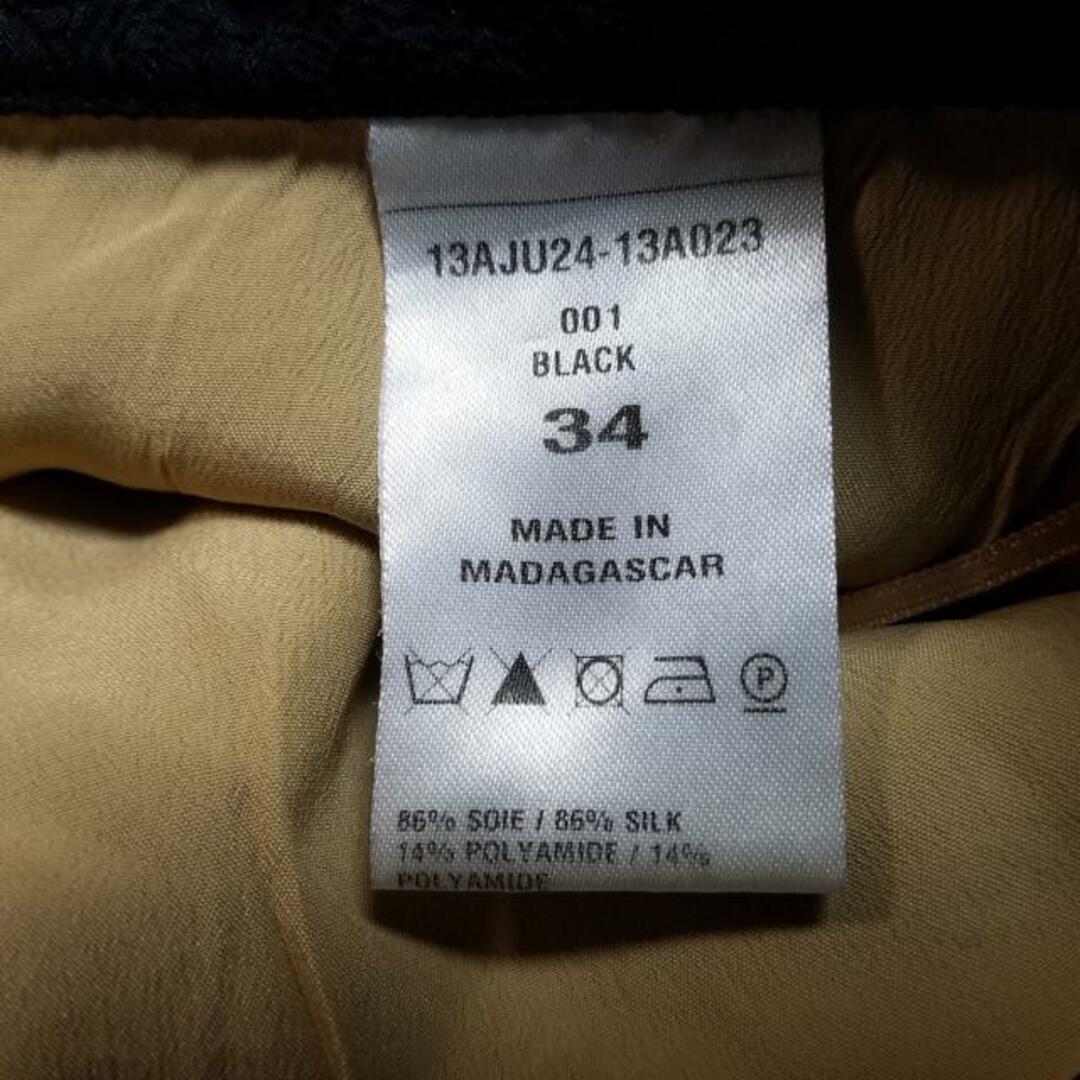 13AJU24-13A023
001
BLACK
34
MADE IN
MADAGASCAR
P
86% SOIE / 86% SILK
14% POLYAMIDE / 14%
POLYAMIDE